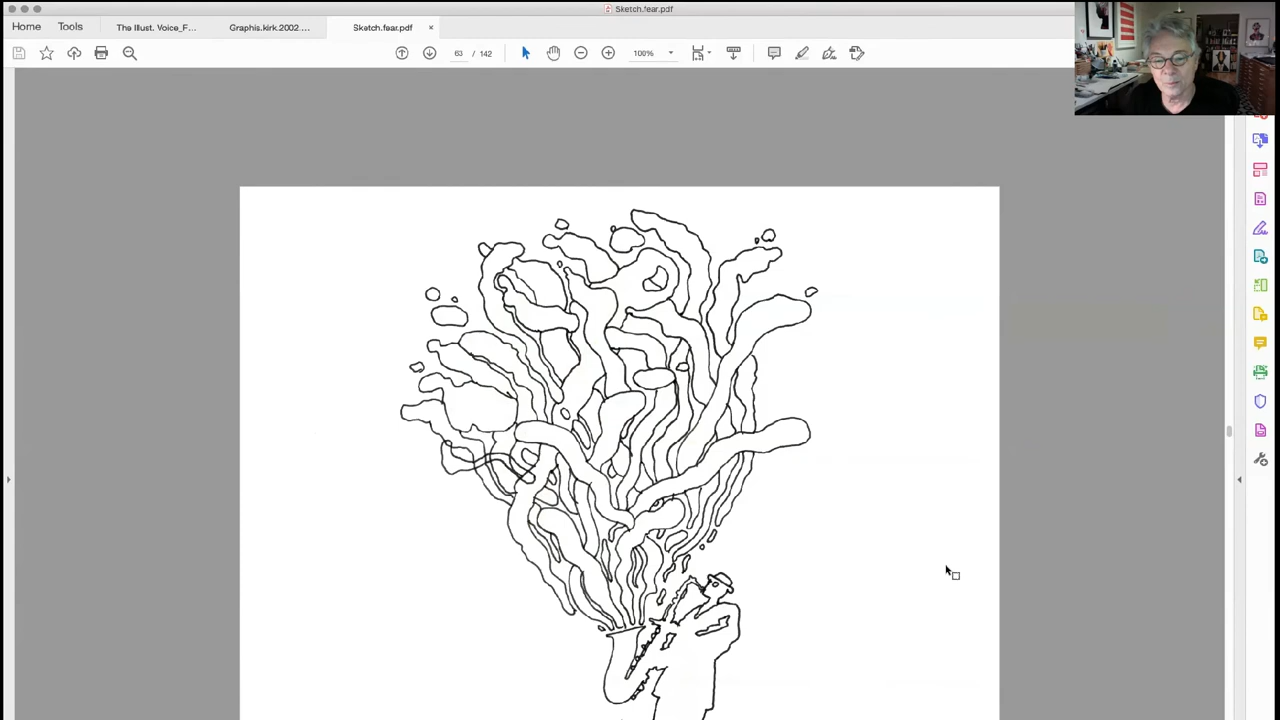 Sketch.fear.pdf
Home Tools The Illust. Voice_F... Graphis.kirk.2002 ... Sketch.fear.pdf ×
63 / 142 100%